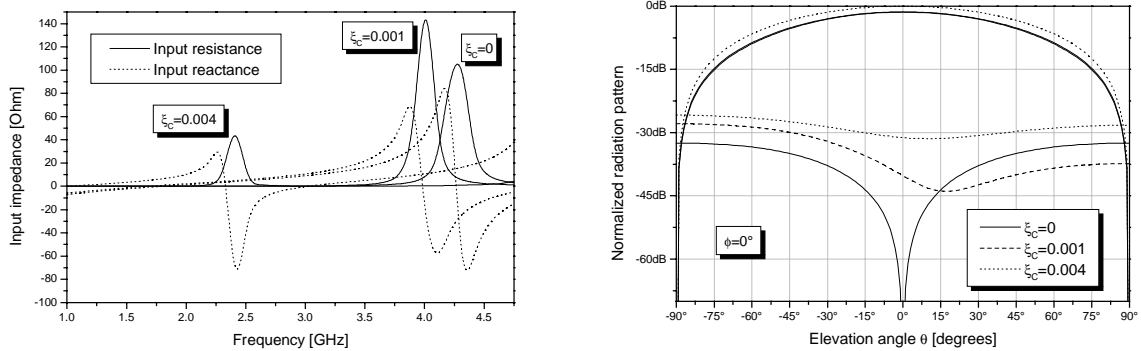 140
120
100
80
60
40
20
0
-20
-40
-60
-80
-100
Input impedance [Ohm]
Input resistance
Input reactance
ξC=0.001
ξC=0
ξC=0.004
1.0 1.5 2.0 2.5 3.0 3.5 4.0 4.5
Frequency [GHz]
0dB
-15dB
-30dB
-45dB
-60dB
Normalized radiation pattern
ϕ=0°
ξC=0
ξC=0.001
ξC=0.004
-90° -75° -60° -45° -30° -15° 0° 15° 30° 45° 60° 75° 90°
Elevation angle θ [degrees]